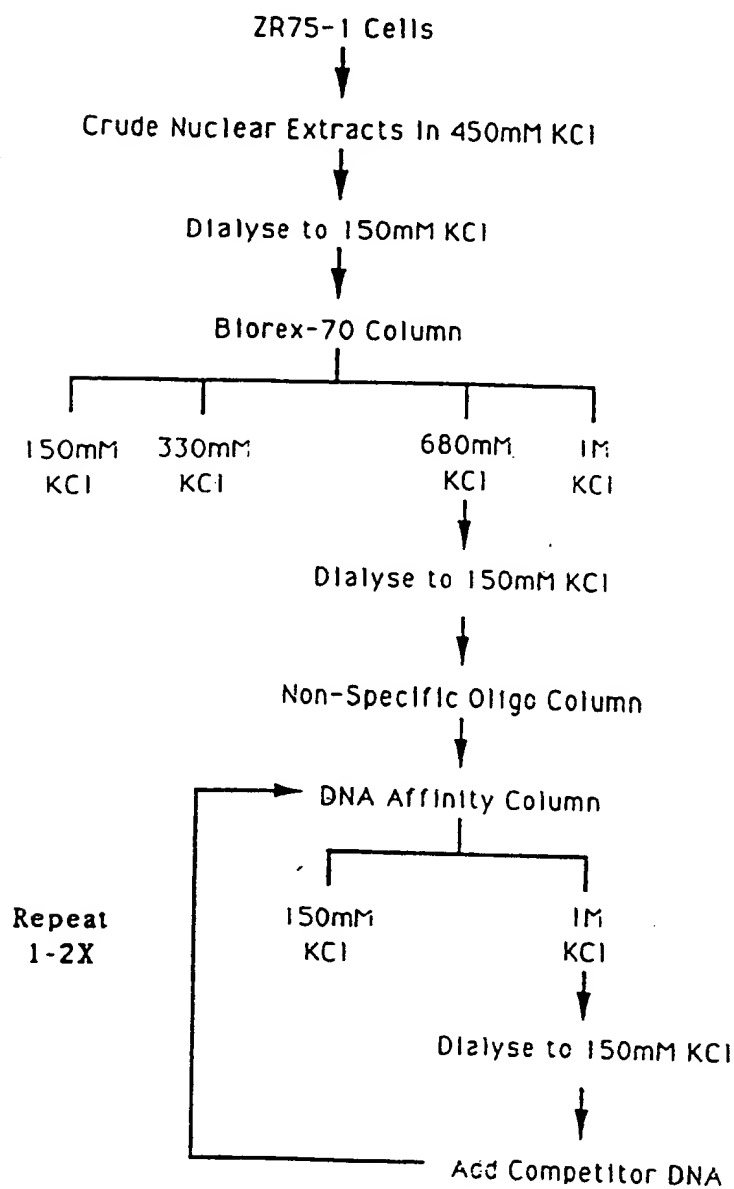 ZR75-1 Cells
Crude Nuclear Extracts in 450mM KCl
Dialyse to 150mM KCl
Biorex-70 Column
150mM KCl
330mM KCl
680mM KCl
1M KCl
Dialyse to 150mM KCl
Non-Specific Oligo Column
DNA Affinity Column
Repeat 1-2X
150mM KCl
1M KCl
Dialyse to 150mM KCl
Add Competitor DNA